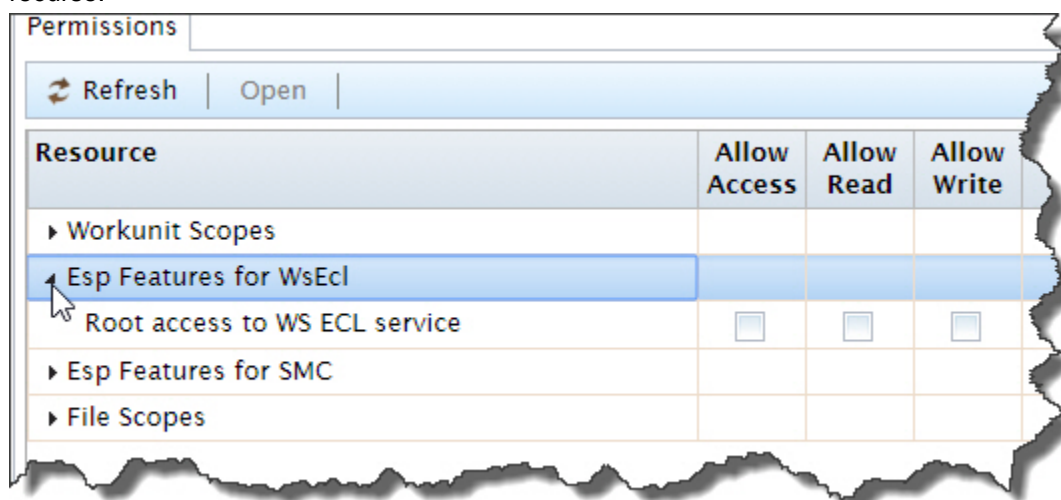 Permissions
Refresh | Open |
Resource Allow Access Allow Read Allow Write
Workunit Scopes
Esp Features for WsEcl
Root access to WS ECL service
Esp Features for SMC
File Scopes